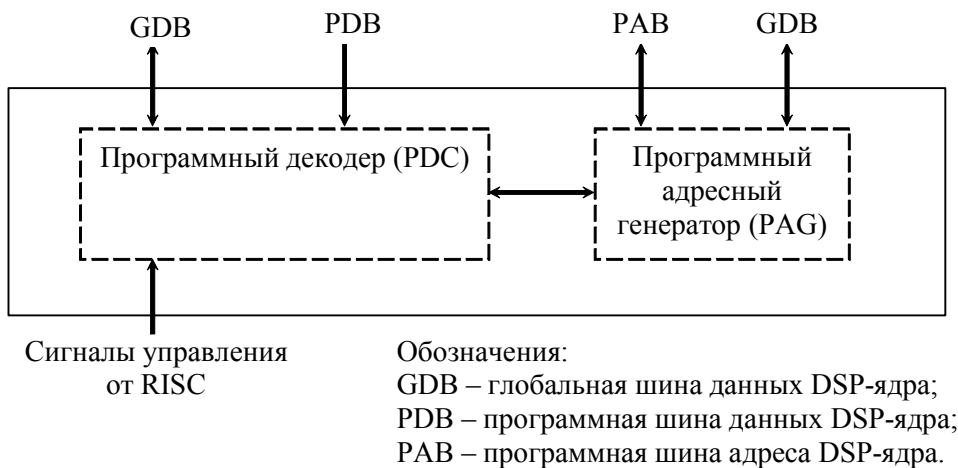 GDB PDB PAB GDB
Программный декодер (PDC)
Программный
адресный
генератор (PAG)
Сигналы управления
от RISC
Обозначения:
GDB – глобальная шина данных DSP-ядра;
PDB – программная шина данных DSP-ядра;
PAB – программная шина адреса DSP-ядра.